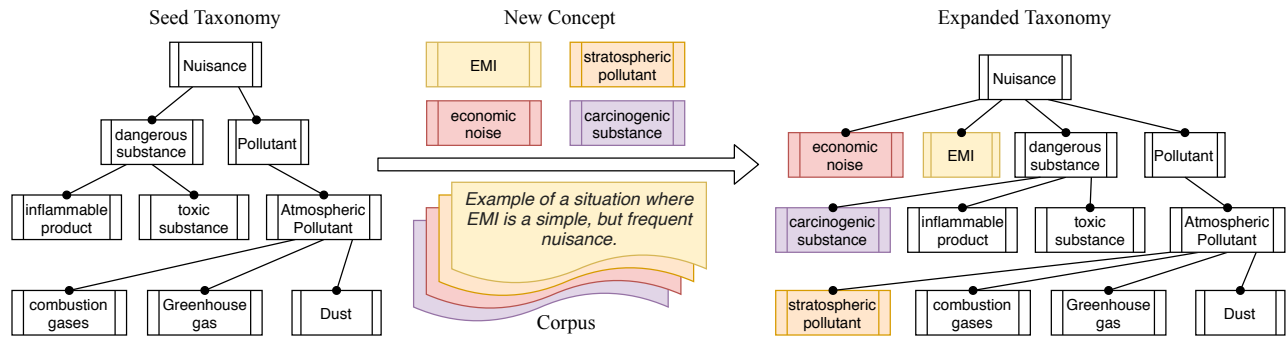 Seed Taxonomy
Nuisance
dangerous
substance
Pollutant
inflammable
product
toxic
substance
Atmospheric
Pollutant
combustion
gases
Greenhouse
gas
Dust
New Concept
EMI
stratospheric
pollutant
economic
noise
carcinogenic
substance
Example of a situation where
EMI is a simple, but frequent
nuisance.
Corpus
Expanded Taxonomy
Nuisance
economic
noise
EMI
dangerous
substance
Pollutant
carcinogenic
substance
inflammable
product
toxic
substance
Atmospheric
Pollutant
stratospheric
pollutant
combustion
gases
Greenhouse
gas
Dust